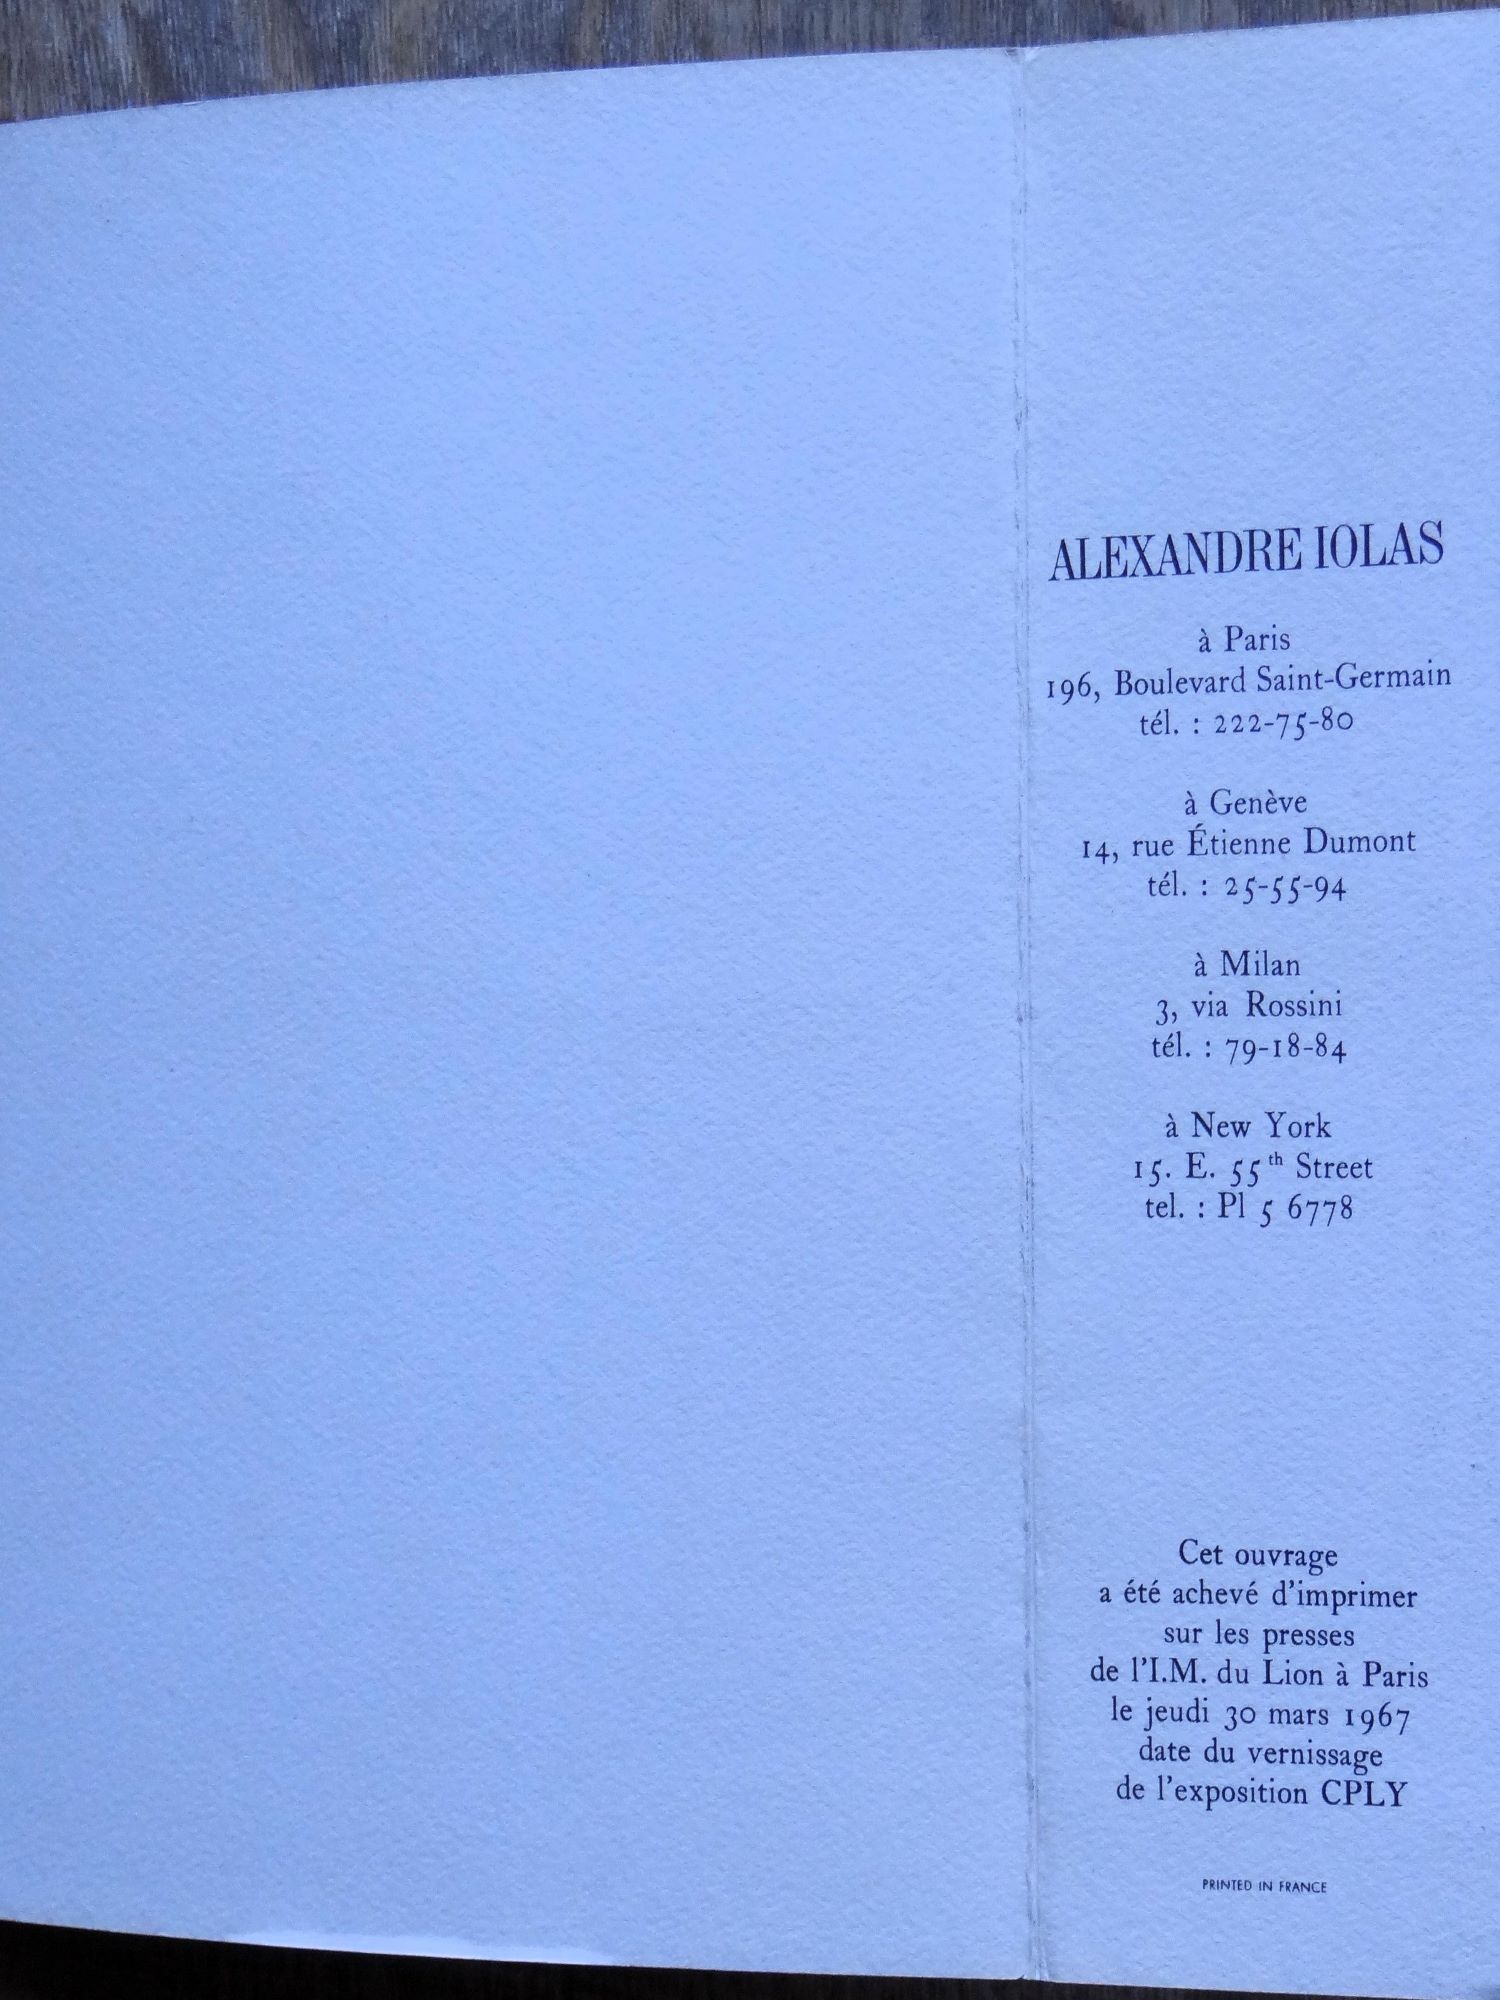 ALEXANDRE IOLAS
à Paris
196, Boulevard Saint-Germain
tél. : 222-75-80
à Genève
14, rue Étienne Dumont
tél. : 25-55-94
à Milan
3, via Rossini
tél. : 79-18-84
à New York
15. E. 55th Street
tel. : Pl 5 6778
Cet ouvrage
a été achevé d'imprimer
sur les presses
de l'I.M. du Lion à Paris
le jeudi 30 mars 1967
date du vernissage
de l'exposition CPLY
PRINTED IN FRANCE